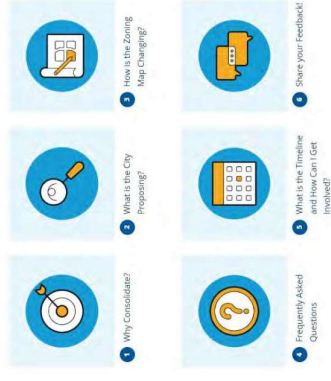 1 Why Consolidate?
2 What is the City
Proposing?
3 How is the Zoning
Map Changing?
4 Frequently Asked
Questions
5 What is the Timeline
and How Can I Get
Involved?
6 Share your Feedback!